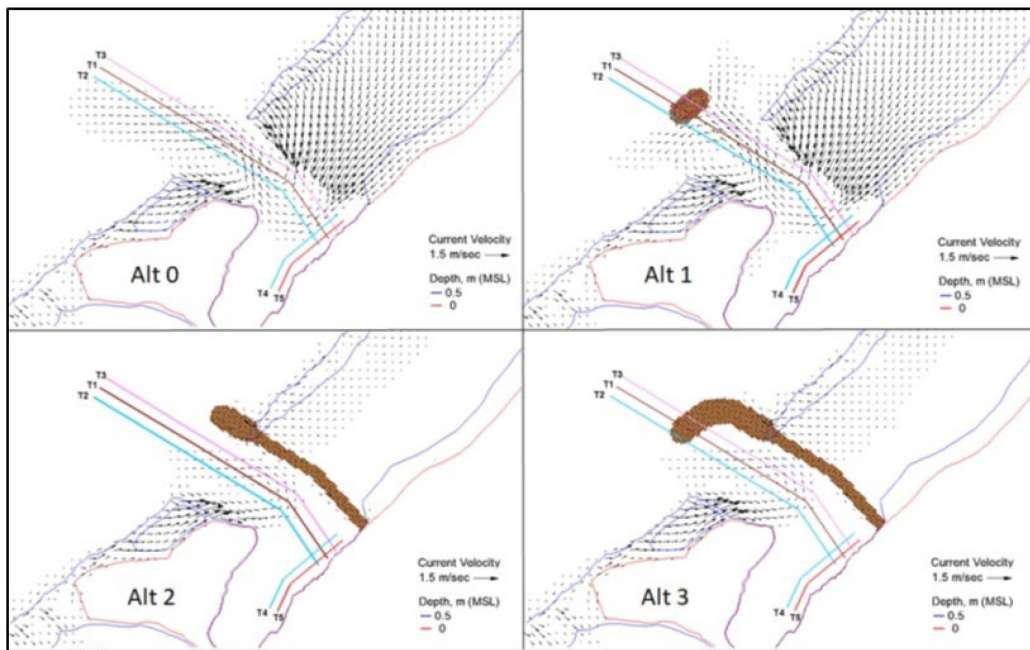 T3
T1
T2
Alt 0
T4
T5
Current Velocity
1.5 m/sec
Depth, m (MSL)
0.5
0
T3
T1
T2
Alt 1
T4
T5
Current Velocity
1.5 m/sec
Depth, m (MSL)
0.5
0
T3
T1
T2
Alt 2
T4
T5
Current Velocity
1.5 m/sec
Depth, m (MSL)
0.5
0
T3
T1
T2
Alt 3
T4
T5
Current Velocity
1.5 m/sec
Depth, m (MSL)
0.5
0